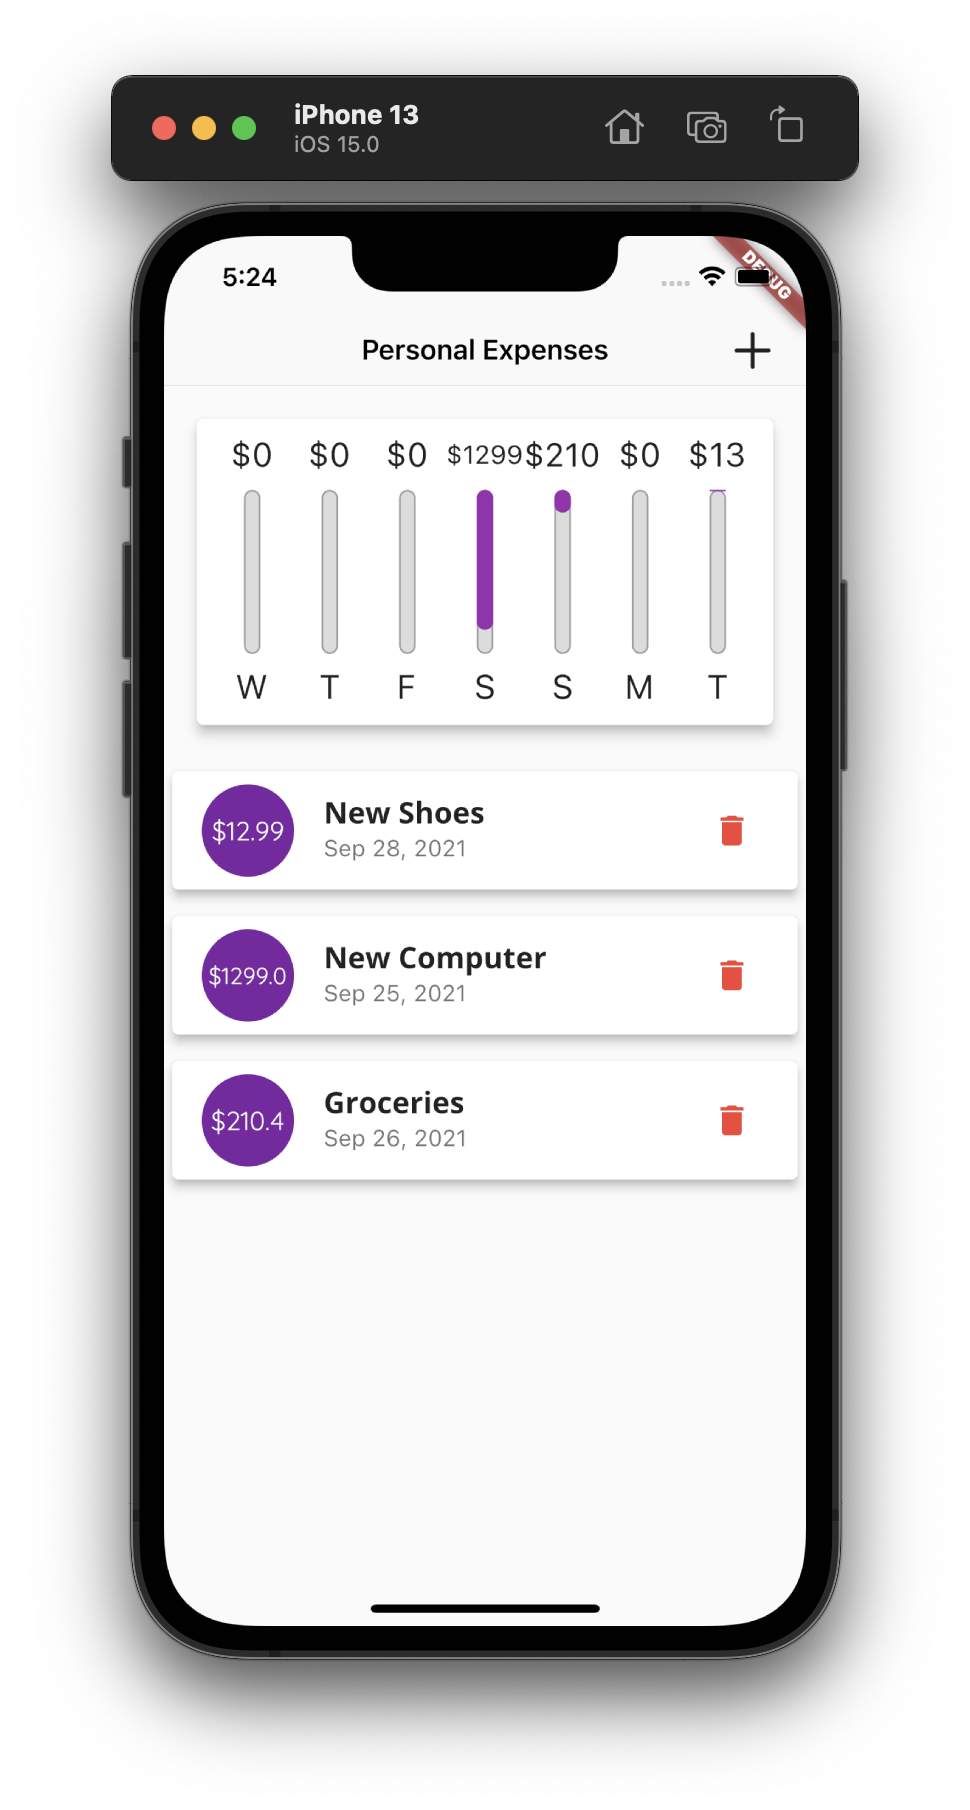 iPhone 13
iOS 15.0
5:24
DEBUG
Personal Expenses
$0 $0 $0 $1299 $210 $0 $13
W T F S S M T
$12.99
New Shoes
Sep 28, 2021
$1299.0
New Computer
Sep 25, 2021
$210.4
Groceries
Sep 26, 2021